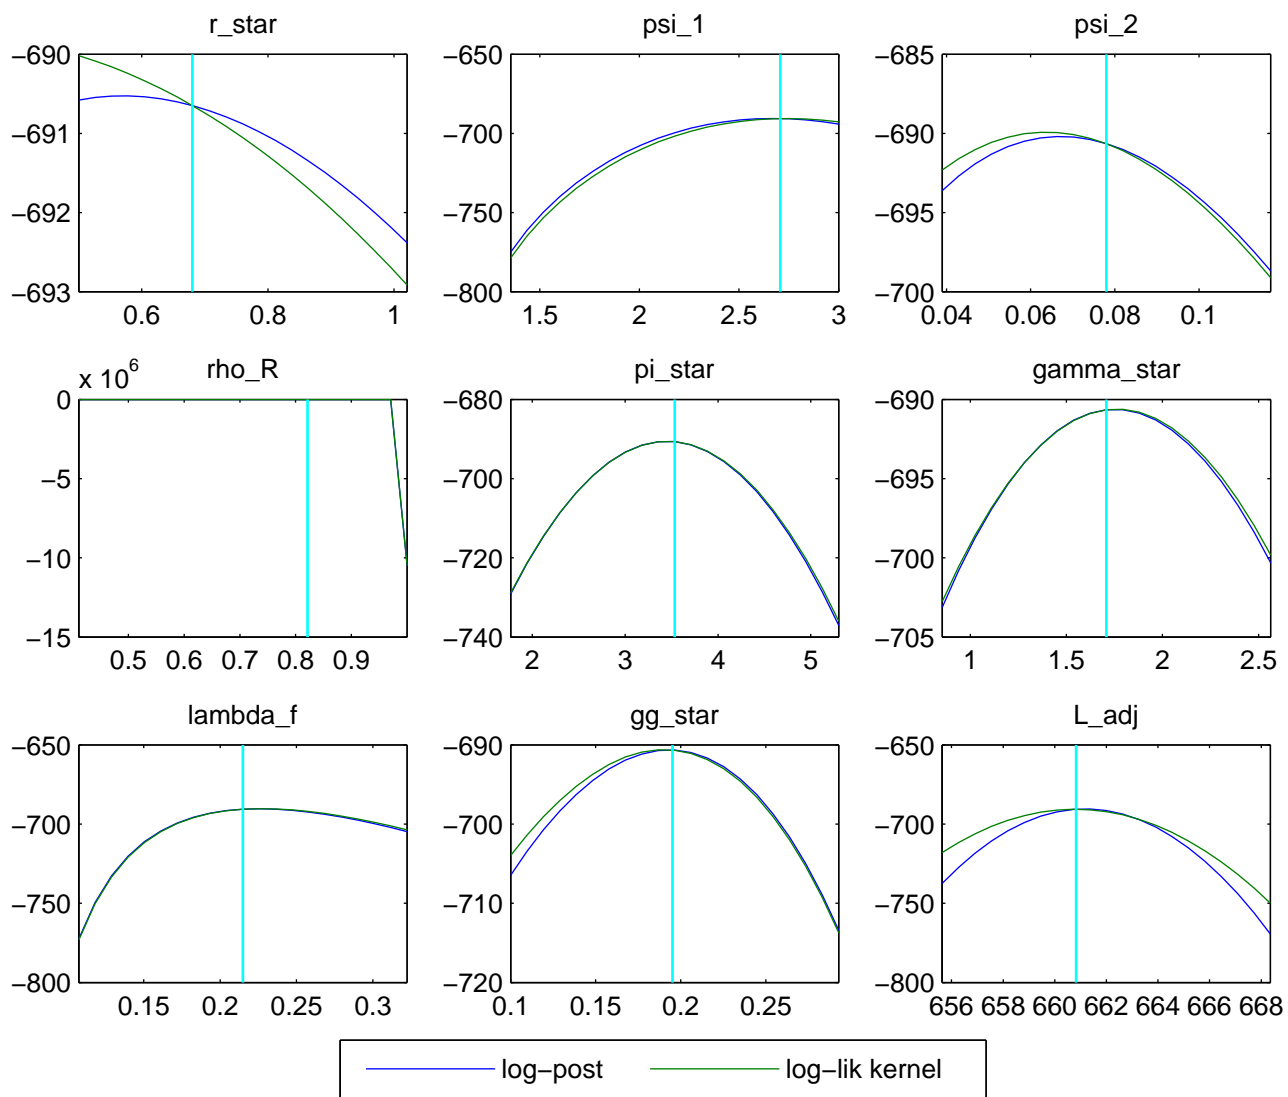 r_star
psi_1
psi_2
−690
−691
−692
−693
0.6 0.8 1
−650
−700
−750
−800
1.5 2 2.5 3
−685
−690
−695
−700
0.04 0.06 0.08 0.1
rho_R
pi_star
gamma_star
x 10^6
0
−5
−10
−15
0.5 0.6 0.7 0.8 0.9
−680
−700
−720
−740
2 3 4 5
−690
−695
−700
−705
1 1.5 2 2.5
lambda_f
gg_star
L_adj
−650
−700
−750
−800
0.15 0.2 0.25 0.3
−690
−700
−710
−720
0.1 0.15 0.2 0.25
−650
−700
−750
−800
656 658 660 662 664 666 668
log−post log−lik kernel